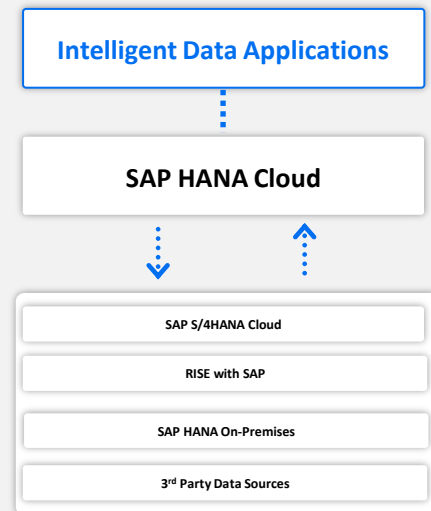 Intelligent Data Applications
SAP HANA Cloud
SAP S/4HANA Cloud
RISE with SAP
SAP HANA On-Premises
3rd Party Data Sources